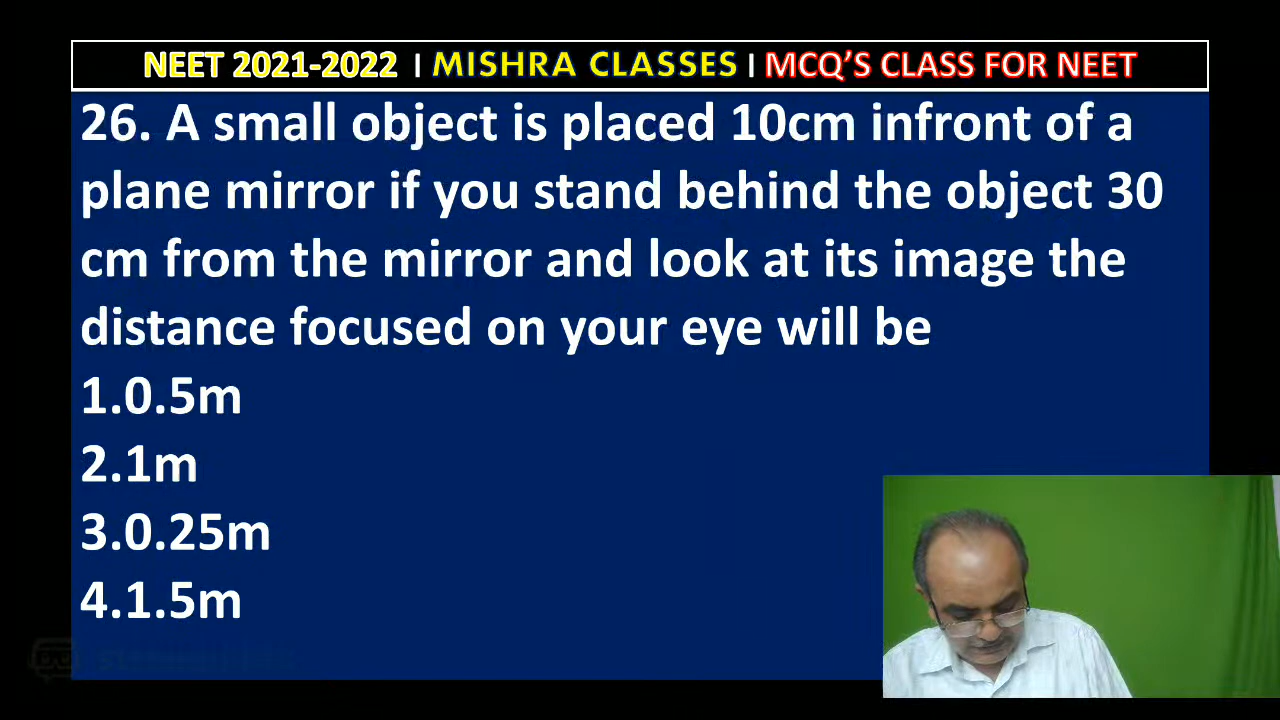 NEET 2021-2022 | MISHRA CLASSES | MCQ'S CLASS FOR NEET
26. A small object is placed 10cm infront of a
plane mirror if you stand behind the object 30
cm from the mirror and look at its image the
distance focused on your eye will be
1.0.5m
2.1m
3.0.25m
4.1.5m